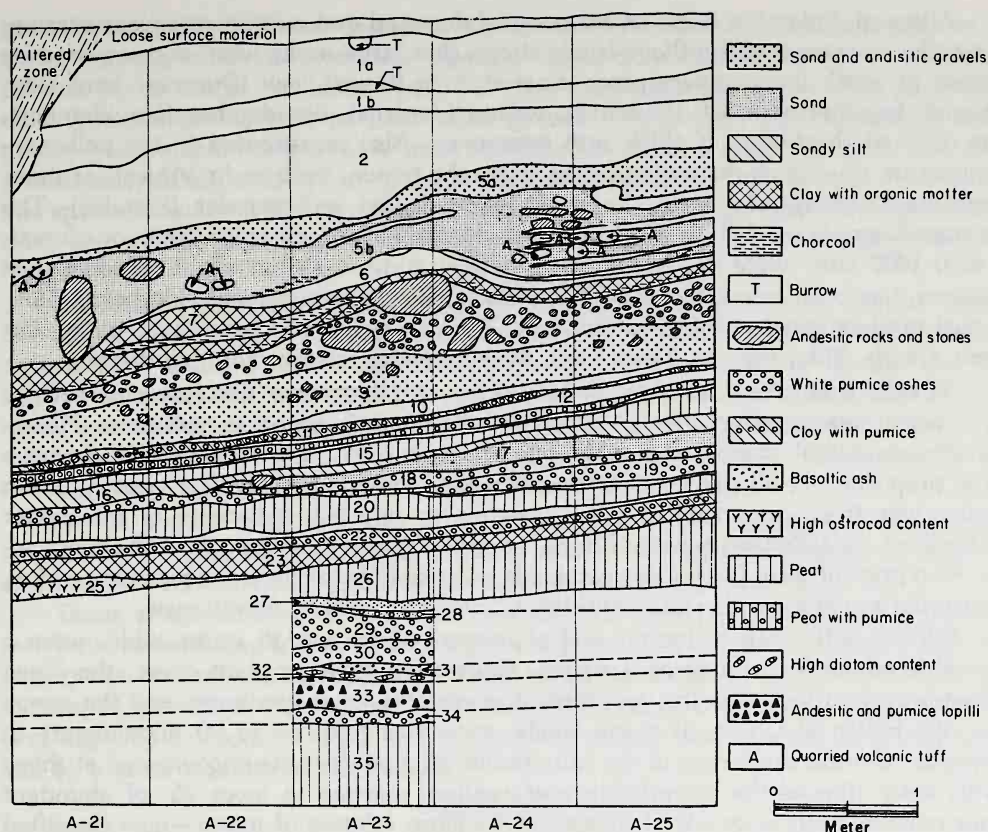 Loose surface material
Altered
zone
T
1a
1b
2
5a
5b
A
A
A
A
A
6
7
9
10
12
11
13
15
17
16
18
19
20
22
23
25
26
27
28
29
30
32
31
33
34
35
A-21
A-22
A-23
A-24
A-25
Sand and andisitic gravels
Sand
Sandy silt
Clay with organic matter
Charcoal
T
Burrow
Andesitic rocks and stones
White pumice ashes
Clay with pumice
Basaltic ash
YYYY
YYYY
High ostrocod content
Peat
Peat with pumice
High diatom content
Andesitic and pumice lapilli
A
Quarried volcanic tuff
0
1
Meter